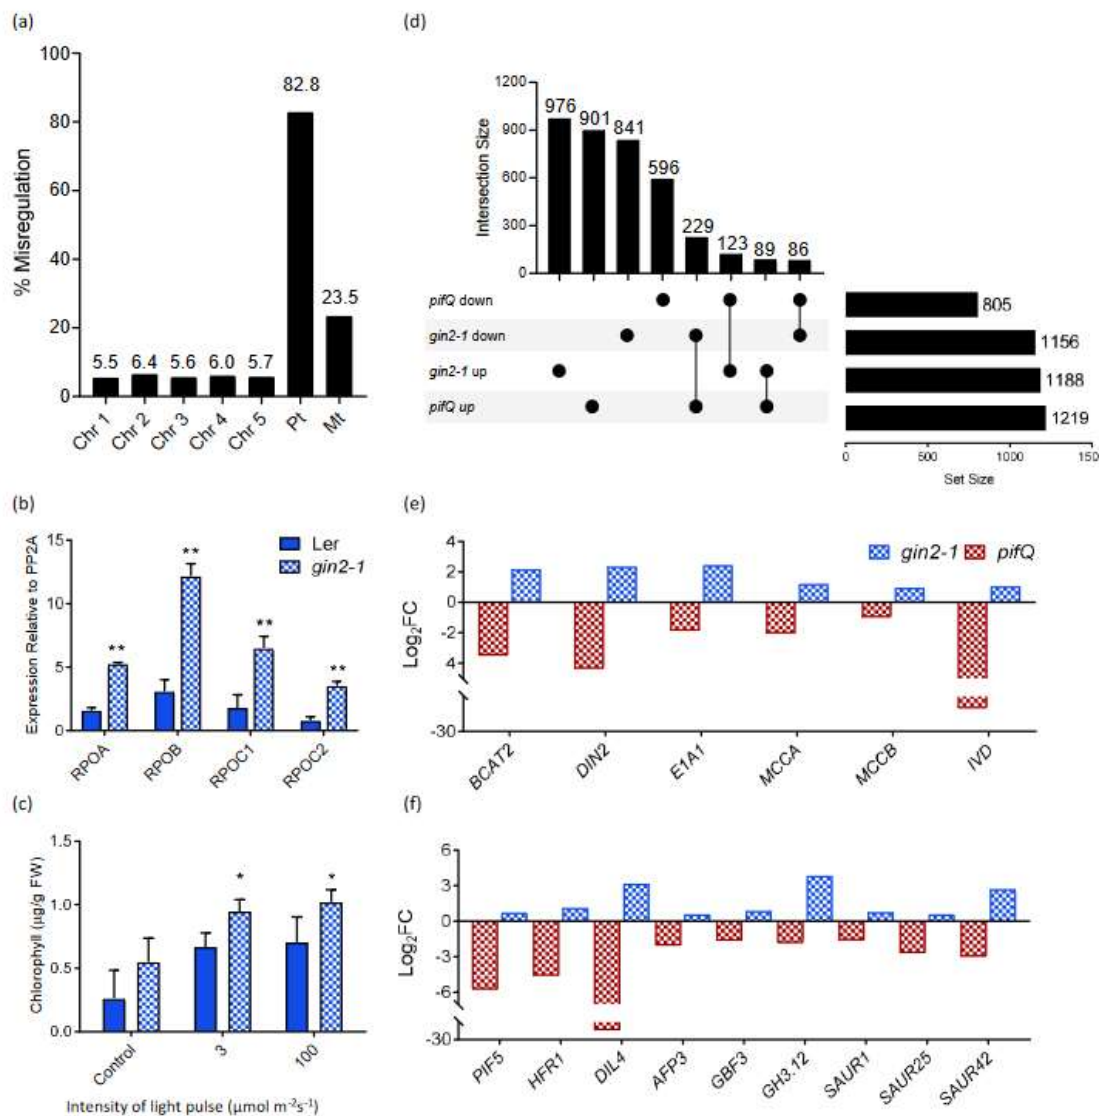 (a)
% Misregulation
100
80
60
40
20
0
5.5
6.4
5.6
6.0
5.7
82.8
23.5
Chr 1
Chr 2
Chr 3
Chr 4
Chr 5
Pt
Mt
(d)
Intersection Size
1200
900
600
300
0
976
901
841
596
229
123
89
86
pifQ down
gin2-1 down
gin2-1 up
pifQ up
805
1156
1188
1219
0
500
1000
150
Set Size
(b)
Expression Relative to PP2A
15
10
5
0
Ler
gin2-1
**
**
**
**
RPOA
RPOB
RPOC1
RPOC2
(e)
Log2FC
4
2
0
-2
4
-30
gin2-1
pifQ
BCAT2
DIN2
E1A1
MCCA
MCCB
IVD
(c)
Chlorophyll (µg/g FW)
1.5
1.0
0.5
0.0
*
*
Control
3
100
Intensity of light pulse (µmol m⁻²s⁻¹)
(f)
Log2FC
6
3
0
-3
-6
-30
PIF5
HFR1
DIL4
AFP3
GBF3
GH3.12
SAUR1
SAUR25
SAUR42